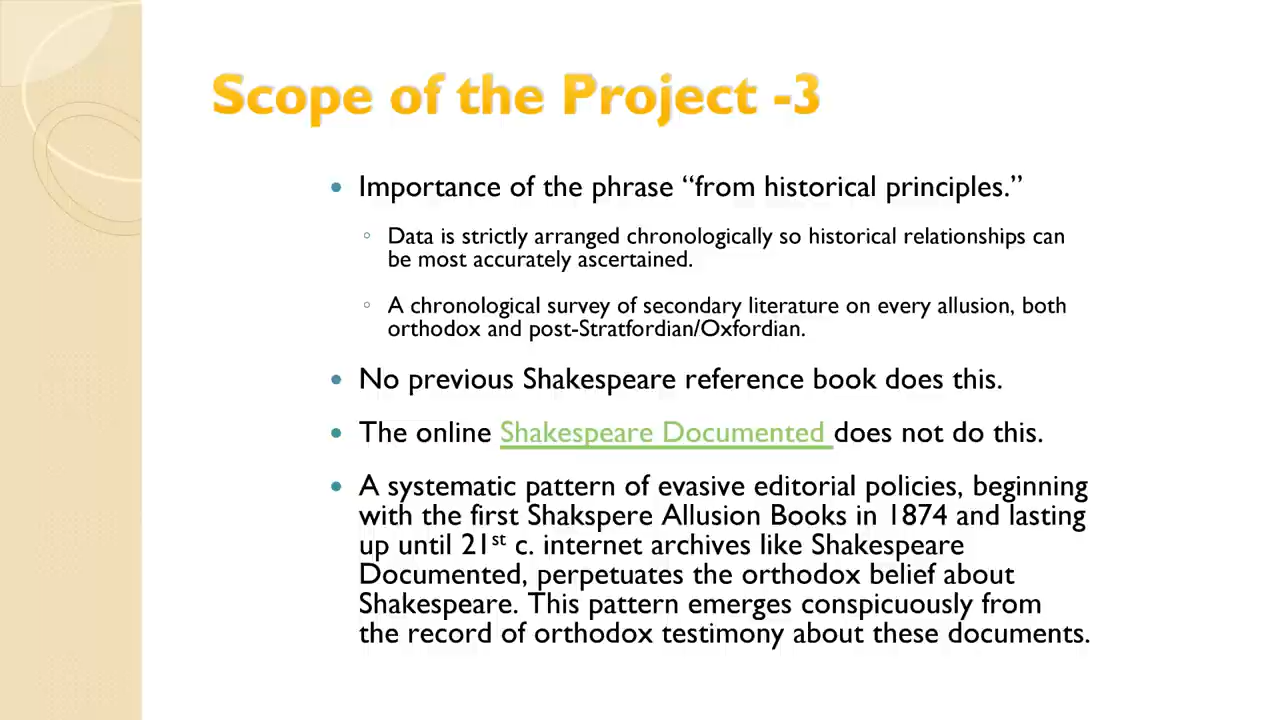 Scope of the Project -3
• Importance of the phrase “from historical principles.”
◦ Data is strictly arranged chronologically so historical relationships can
be most accurately ascertained.
◦ A chronological survey of secondary literature on every allusion, both
orthodox and post-Stratfordian/Oxfordian.
• No previous Shakespeare reference book does this.
• The online Shakespeare Documented does not do this.
• A systematic pattern of evasive editorial policies, beginning
with the first Shakspere Allusion Books in 1874 and lasting
up until 21st c. internet archives like Shakespeare
Documented, perpetuates the orthodox belief about
Shakespeare. This pattern emerges conspicuously from
the record of orthodox testimony about these documents.